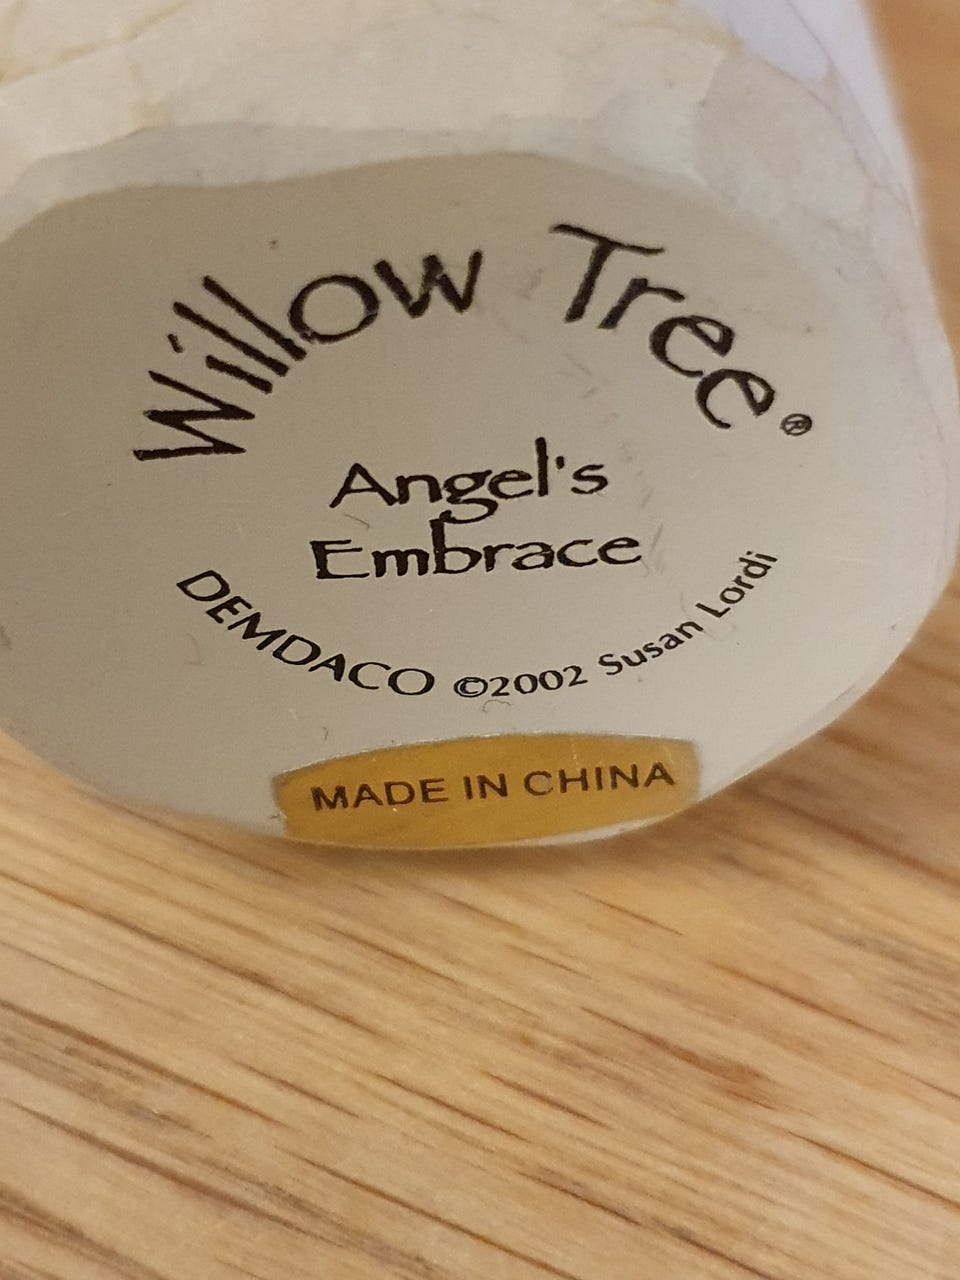 Willow Tree®
Angel's
Embrace
DEMDACO ©2002 Susan Lordi
MADE IN CHINA